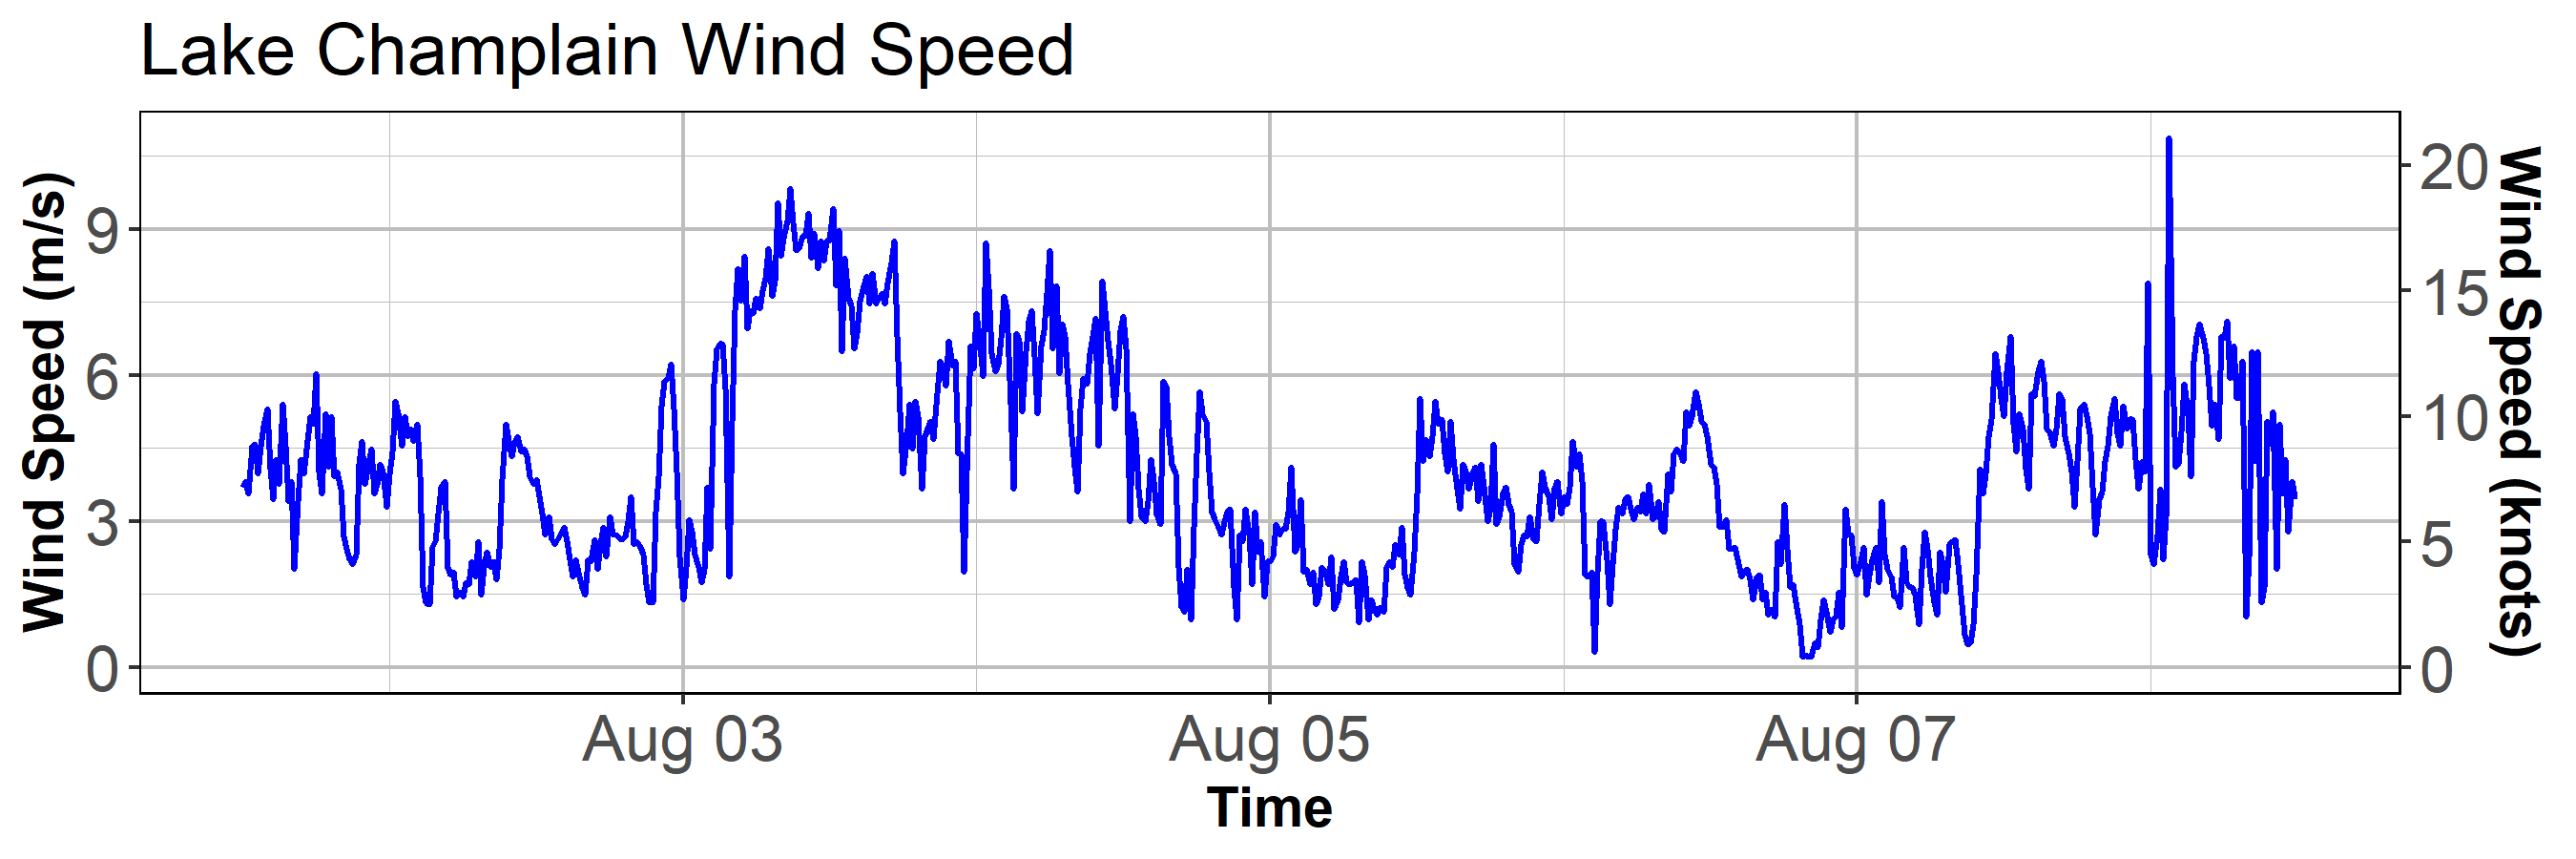 Lake Champlain Wind Speed
Wind Speed (m/s)
9
6
3
0
20
15
10
5
0
Wind Speed (knots)
Aug 03
Aug 05
Aug 07
Time